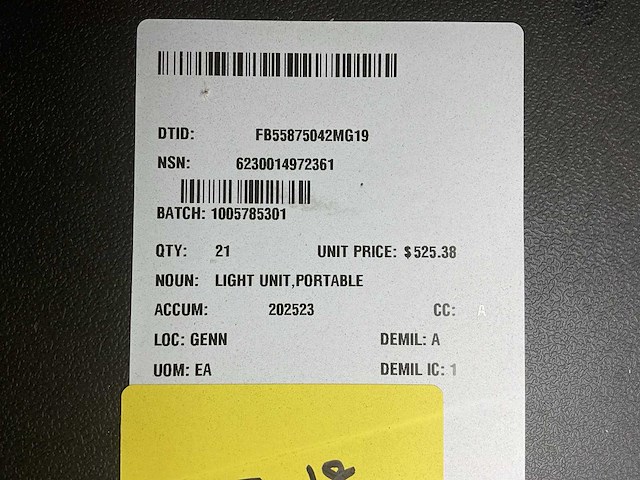 DTID: FB55875042MG19
NSN: 6230014972361
BATCH: 1005785301
QTY: 21 UNIT PRICE: $525.38
NOUN: LIGHT UNIT,PORTABLE
ACCUM: 202523 CC: A
LOC: GENN DEMIL: A
UOM: EA DEMIL IC: 1